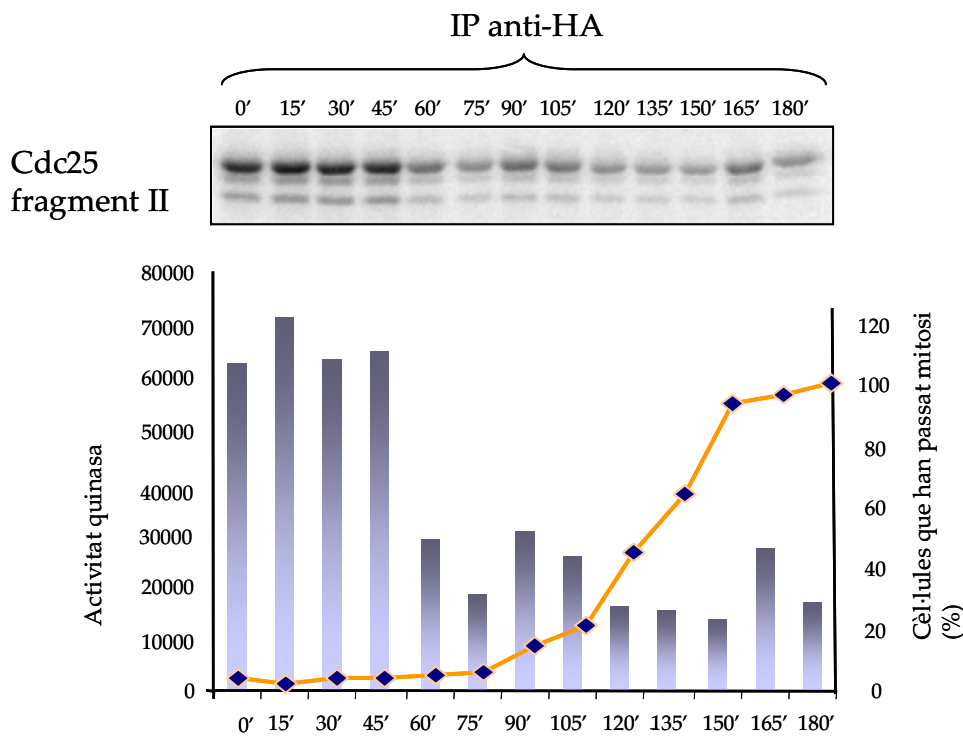 IP anti-HA
0′ 15′ 30′ 45′ 60′ 75′ 90′ 105′ 120′ 135′ 150′ 165′ 180′
Cdc25
fragment II
80000
70000
60000
50000
40000
30000
20000
10000
0
Activitat quinasa
120
100
80
60
40
20
0
Cèl·lules que han passat mitosi
(%)
0′ 15′ 30′ 45′ 60′ 75′ 90′ 105′ 120′ 135′ 150′ 165′ 180′